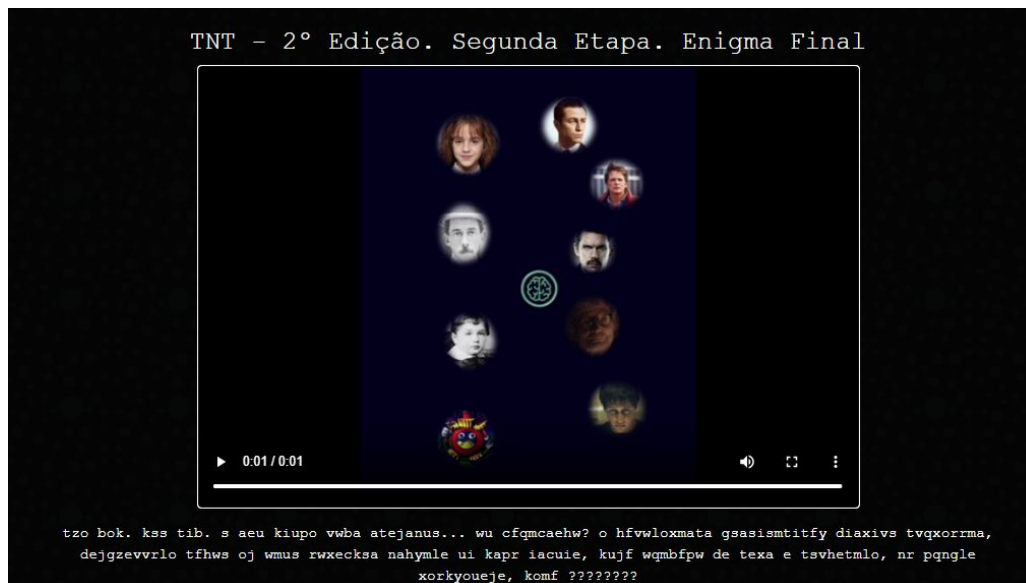 TNT - 2º Edição. Segunda Etapa. Enigma Final
0:01 / 0:01
tzo bok. kss tib. s aeu kiupo vwba atejanus... wu cfqmcaehw? o hfvwloxmata gsasismtitfy diaxivs tvqxorrma,
dejgzevvrlo tfhws oj wmus rwxecksa nahymle ui kapr iacuie, kujf wqmbfpw de texa e tsvhetmlo, nr pqngle
xorkyoueje, komf ????????